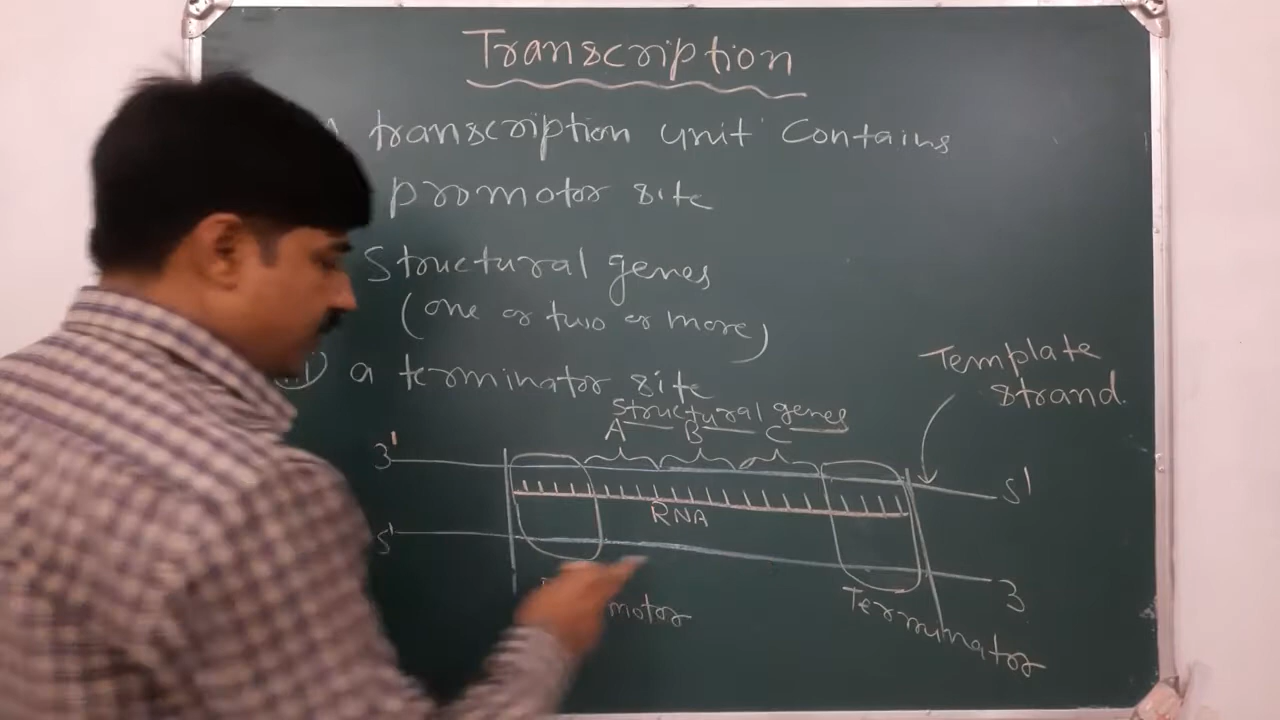 Transcription
transcription unit contains
promotor site
Structural genes
(one or two or more)
a terminator site
Structural genes
A B C
Template
strand.
3' 5'
RNA
5' 3
motor
Terminator